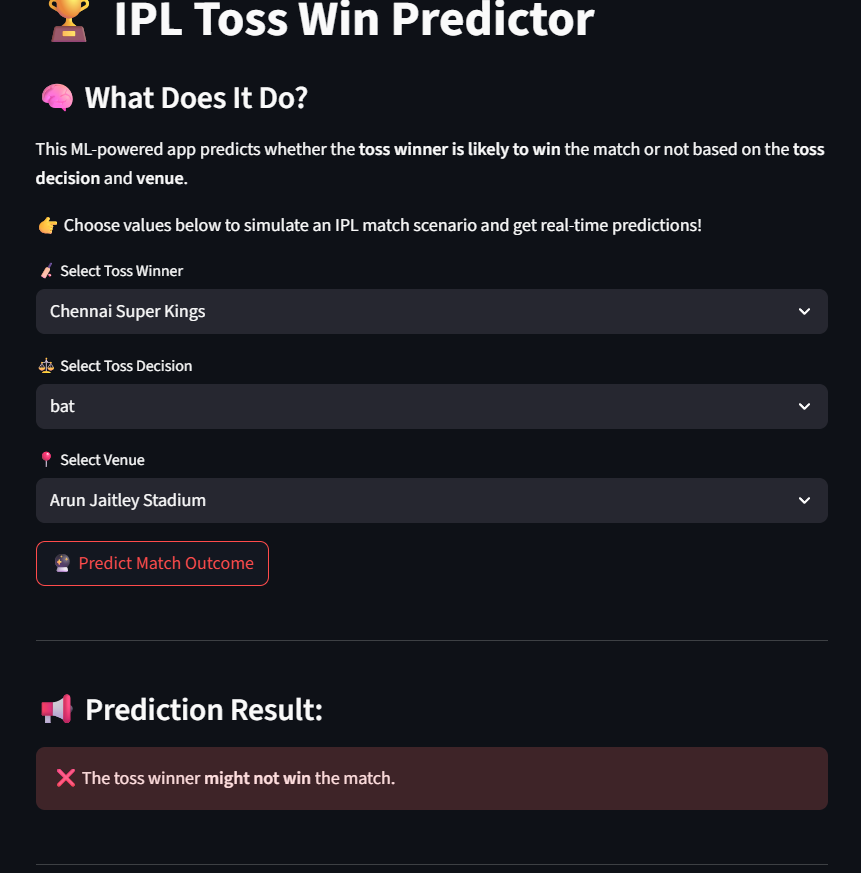 🏆 IPL Toss Win Predictor
🧠 What Does It Do?
This ML-powered app predicts whether the toss winner is likely to win the match or not based on the toss
decision and venue.
👉 Choose values below to simulate an IPL match scenario and get real-time predictions!
🏏 Select Toss Winner
Chennai Super Kings
⚖️ Select Toss Decision
bat
📍 Select Venue
Arun Jaitley Stadium
🔮 Predict Match Outcome
📢 Prediction Result:
❌ The toss winner might not win the match.